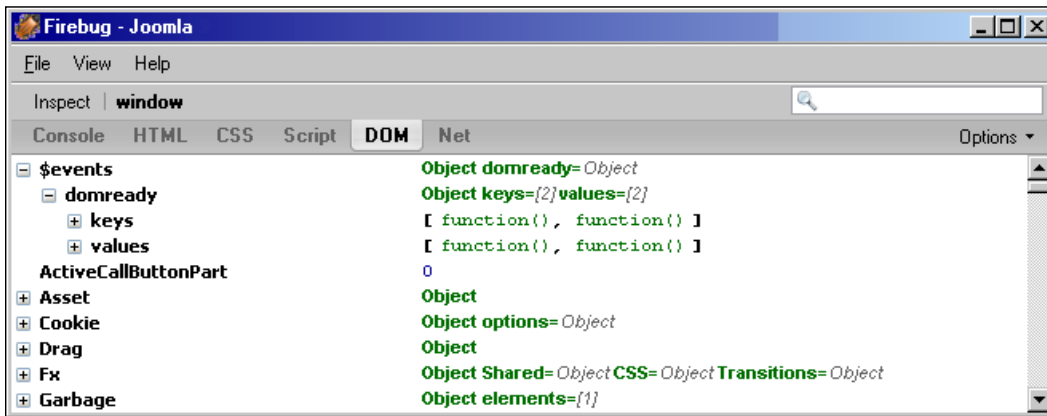 Firebug - Joomla
File View Help
Inspect | window
Console HTML CSS Script DOM Net Options
$events Object domready=Object
domready Object keys=[2] values=[2]
keys [ function(), function() ]
values [ function(), function() ]
ActiveCallButtonPart 0
Asset Object
Cookie Object options=Object
Drag Object
Fx Object Shared=Object CSS=Object Transitions=Object
Garbage Object elements=[1]